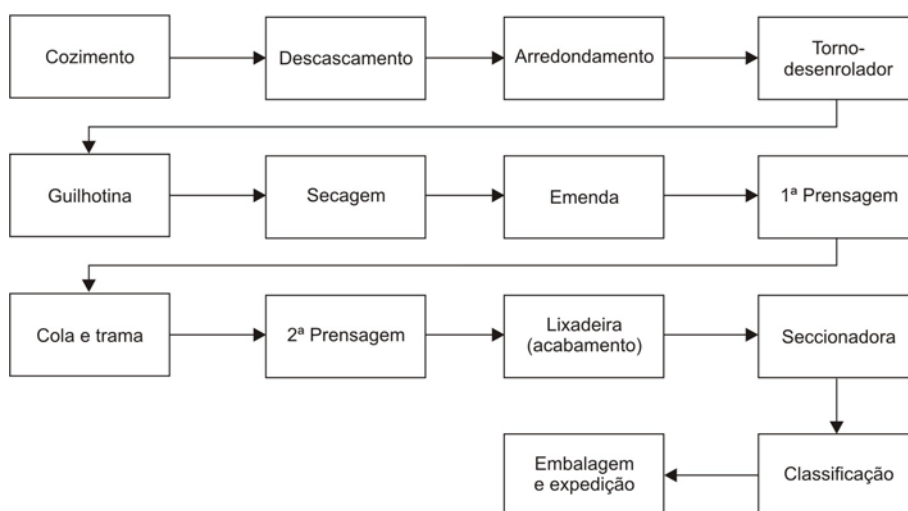 Cozimento
Descascamento
Arredondamento
Torno-
desenrolador
Guilhotina
Secagem
Emenda
1ª Prensagem
Cola e trama
2ª Prensagem
Lixadeira
(acabamento)
Seccionadora
Embalagem
e expedição
Classificação